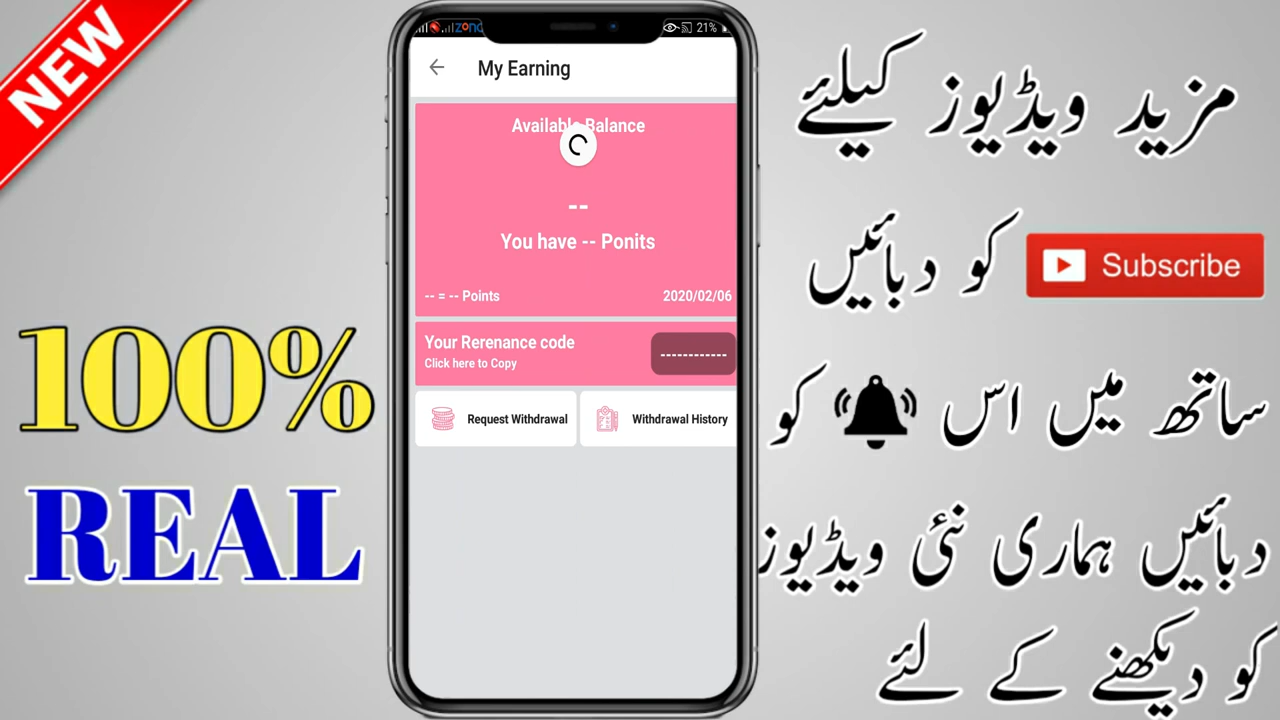 NEW
100%
REAL
zong 21%
My Earning
Available Balance
--
You have -- Ponits
-- = -- Points 2020/02/06
Your Rerenance code
Click here to Copy
------------
Request Withdrawal
Withdrawal History
مزید ویڈیوز کیلئے
Subscribe کو دبائیں
ساتھ میں اس کو
دبائیں ہماری نئی ویڈیوز
کو دیکھنے کے لئے